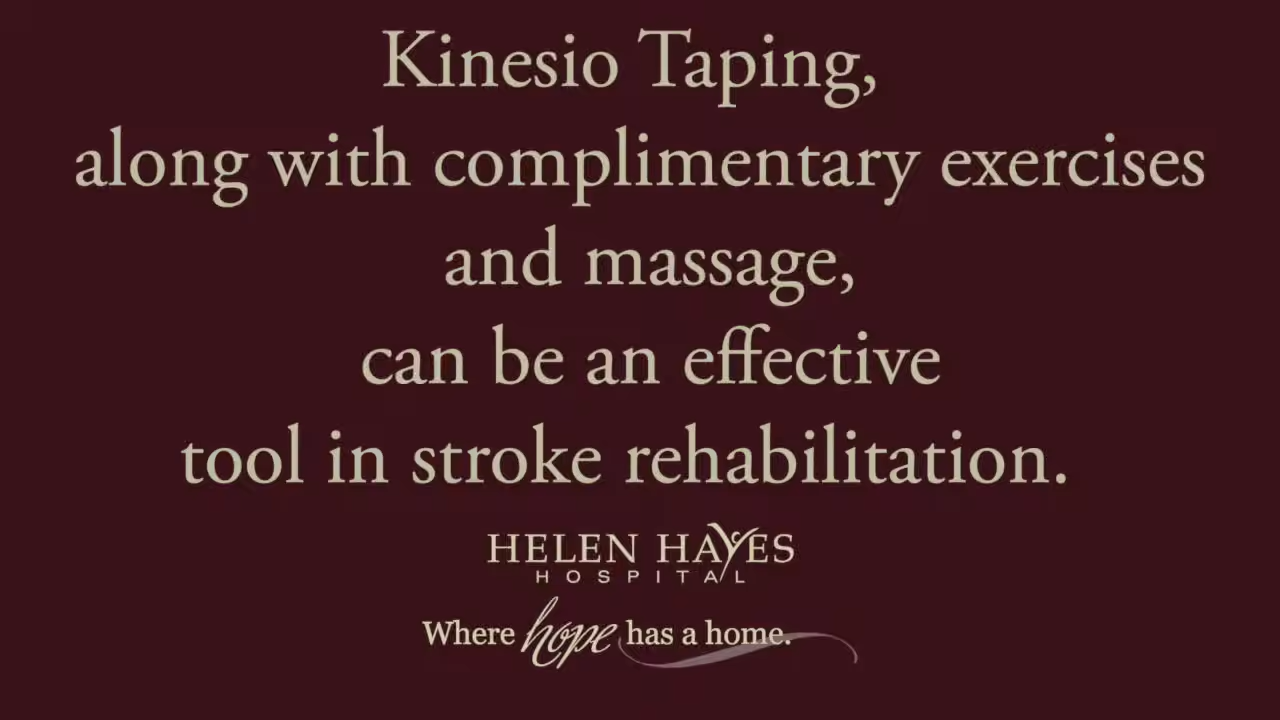 Kinesio Taping,
along with complimentary exercises
and massage,
can be an effective
tool in stroke rehabilitation.
HELEN HAYES
HOSPITAL
Where hope has a home.